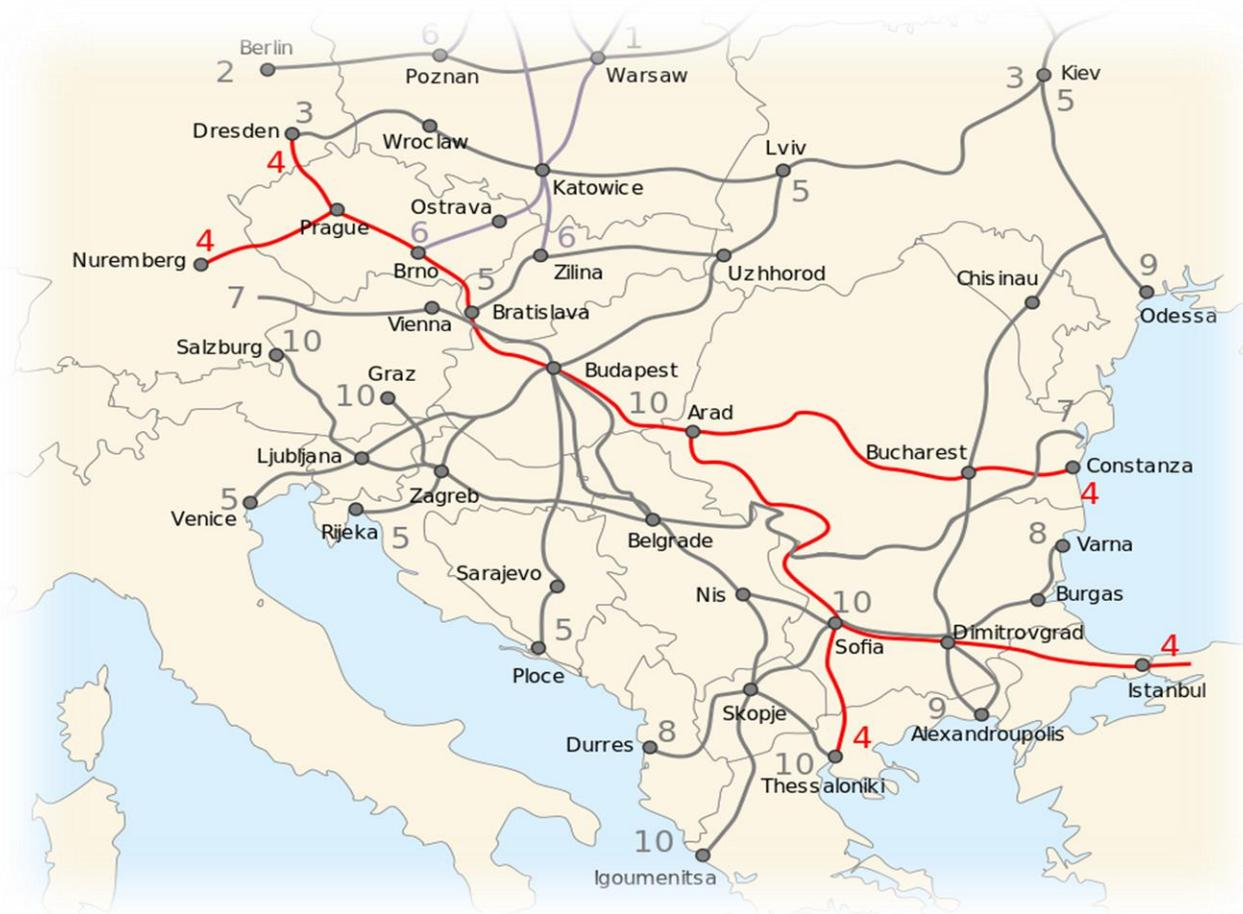 6
1
Berlin
2
Poznan
Warsaw
3
Kiev
5
Dresden
3
Wroclaw
Lviv
4
Katowice
5
Ostrava
Prague
6
6
4
Nuremberg
Brno
Zilina
Uzhhorod
Chisinau
9
5
7
Vienna
Bratislava
Odessa
Salzburg
10
Graz
Budapest
10
10
Arad
7
Ljubljana
Bucharest
Constanza
4
5
Venice
Zagreb
Rijeka
5
Belgrade
8
Varna
Sarajevo
Nis
Burgas
10
5
Sofia
Dimitrovgrad
4
Ploce
Istanbul
Skopje
9
Alexandroupolis
Durres
8
4
10
Thessaloniki
10
Igoumenitsa